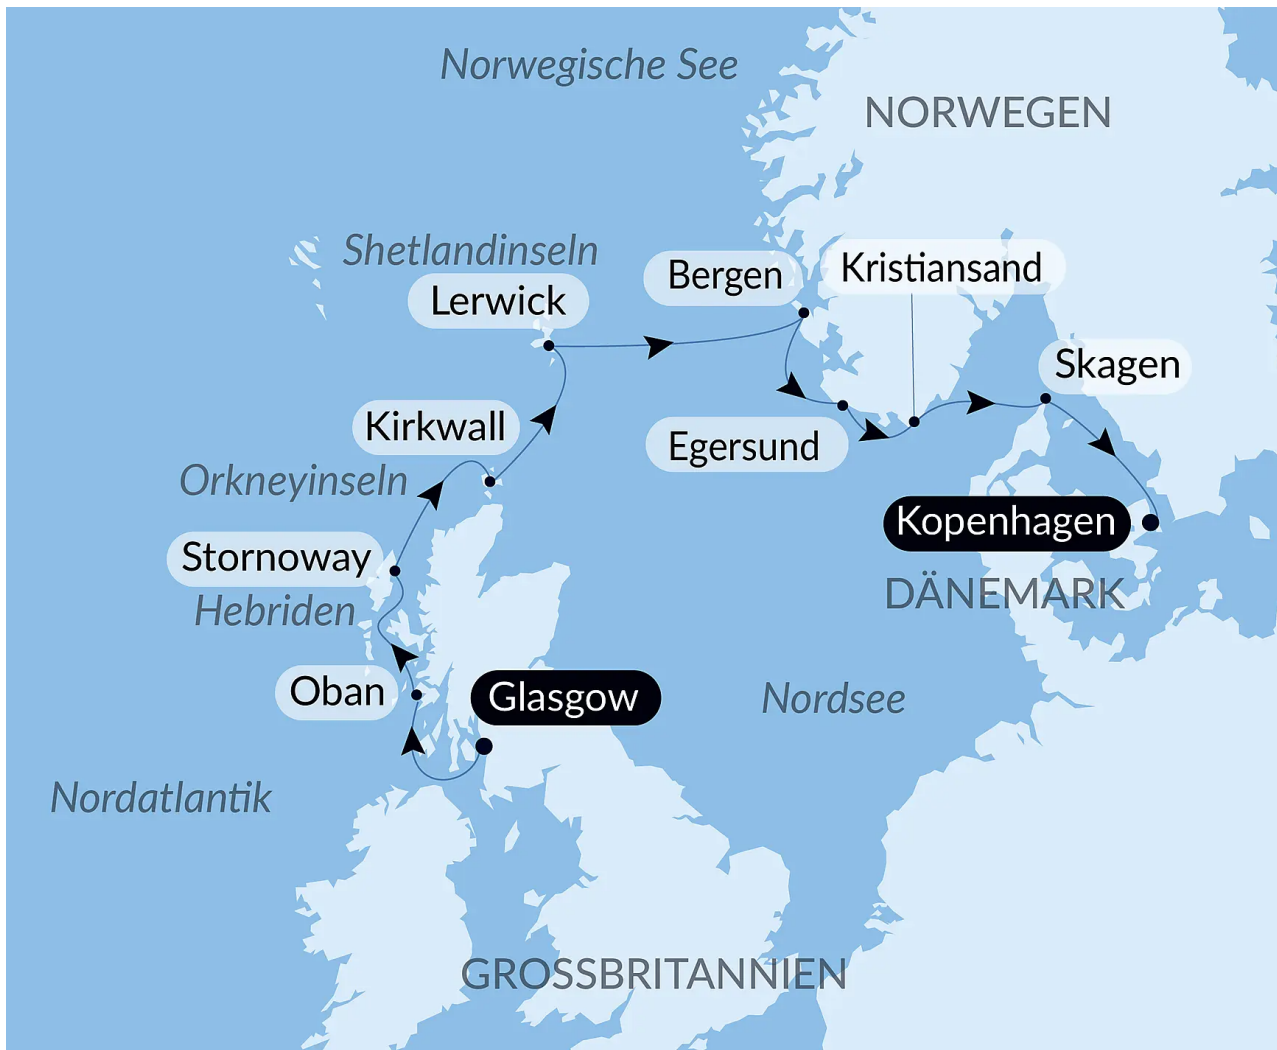 Norwegische See
NORWEGEN
Shetlandinseln
Lerwick
Bergen
Kristiansand
Skagen
Kirkwall
Egersund
Orkneyinseln
Kopenhagen
Stornoway
DÄNEMARK
Hebriden
Oban
Glasgow
Nordsee
Nordatlantik
GROSSBRITANNIEN